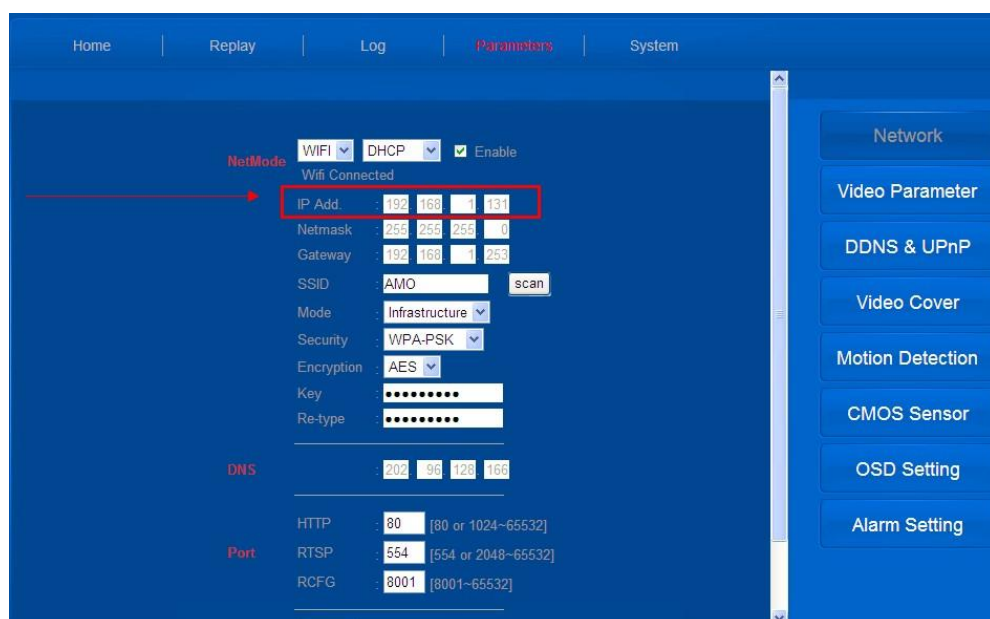 Home | Replay | Log | Parameters | System
Network
Video Parameter
DDNS & UPnP
Video Cover
Motion Detection
CMOS Sensor
OSD Setting
Alarm Setting
NetMode WIFI DHCP Enable
Wifi Connected
IP Add. : 192. 168. 1. 131
Netmask : 255. 255. 255. 0
Gateway : 192. 168. 1. 253
SSID : AMO scan
Mode : Infrastructure
Security : WPA-PSK
Encryption : AES
Key : •••••••••
Re-type : •••••••••
DNS : 202. 96. 128. 166
Port
HTTP : 80 [80 or 1024~65532]
RTSP : 554 [554 or 2048~65532]
RCFG : 8001 [8001~65532]